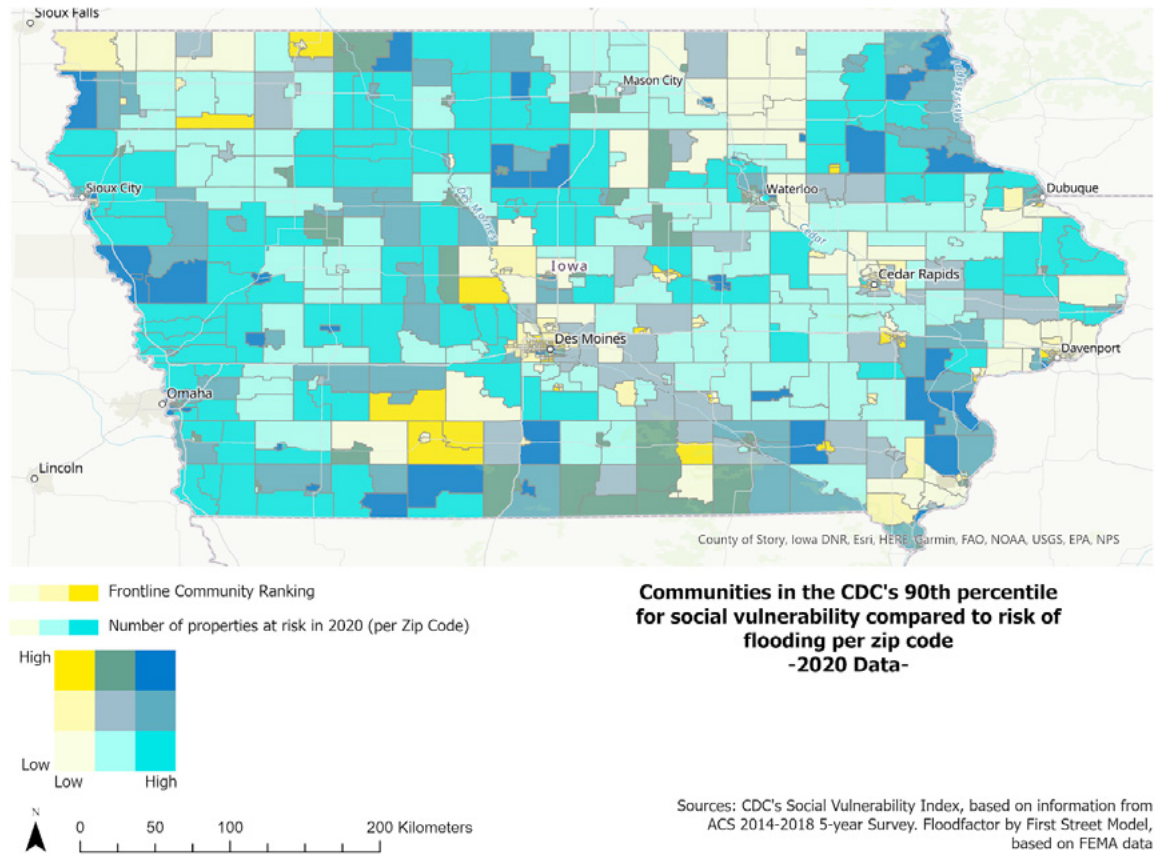 Sioux Falls
Mason City
Mississippi
Sioux City
Waterloo
Dubuque
Des Moines
Cedar
Iowa
Cedar Rapids
Des Moines
Davenport
Omaha
Lincoln
County of Story, Iowa DNR, Esri, HERE, Garmin, FAO, NOAA, USGS, EPA, NPS
Frontline Community Ranking
Number of properties at risk in 2020 (per Zip Code)
High
Low
Low High
Communities in the CDC's 90th percentile
for social vulnerability compared to risk of
flooding per zip code
-2020 Data-
N
0 50 100 200 Kilometers
Sources: CDC's Social Vulnerability Index, based on information from
ACS 2014-2018 5-year Survey. Floodfactor by First Street Model,
based on FEMA data